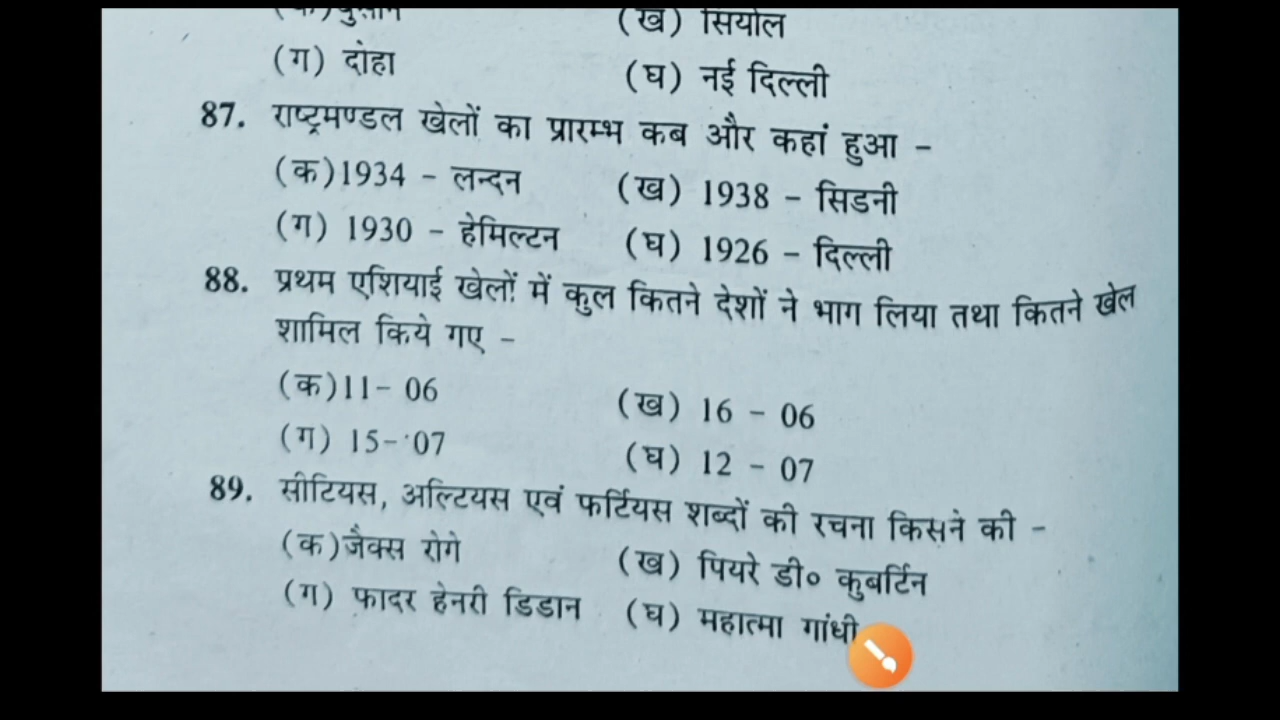 (ख) सियोल
(ग) दोहा (घ) नई दिल्ली
87. राष्ट्रमण्डल खेलों का प्रारम्भ कब और कहां हुआ -
(क)1934 - लन्दन (ख) 1938 - सिडनी
(ग) 1930 - हेमिल्टन (घ) 1926 - दिल्ली
88. प्रथम एशियाई खेलों में कुल कितने देशों ने भाग लिया तथा कितने खेल
शामिल किये गए -
(क)11- 06 (ख) 16 - 06
(ग) 15- 07 (घ) 12 - 07
89. सीटियस, अल्टियस एवं फर्टियस शब्दों की रचना किसने की -
(क)जैक्स रोगे (ख) पियरे डी० कुबर्टिन
(ग) फादर हेनरी डिडान (घ) महात्मा गांधी